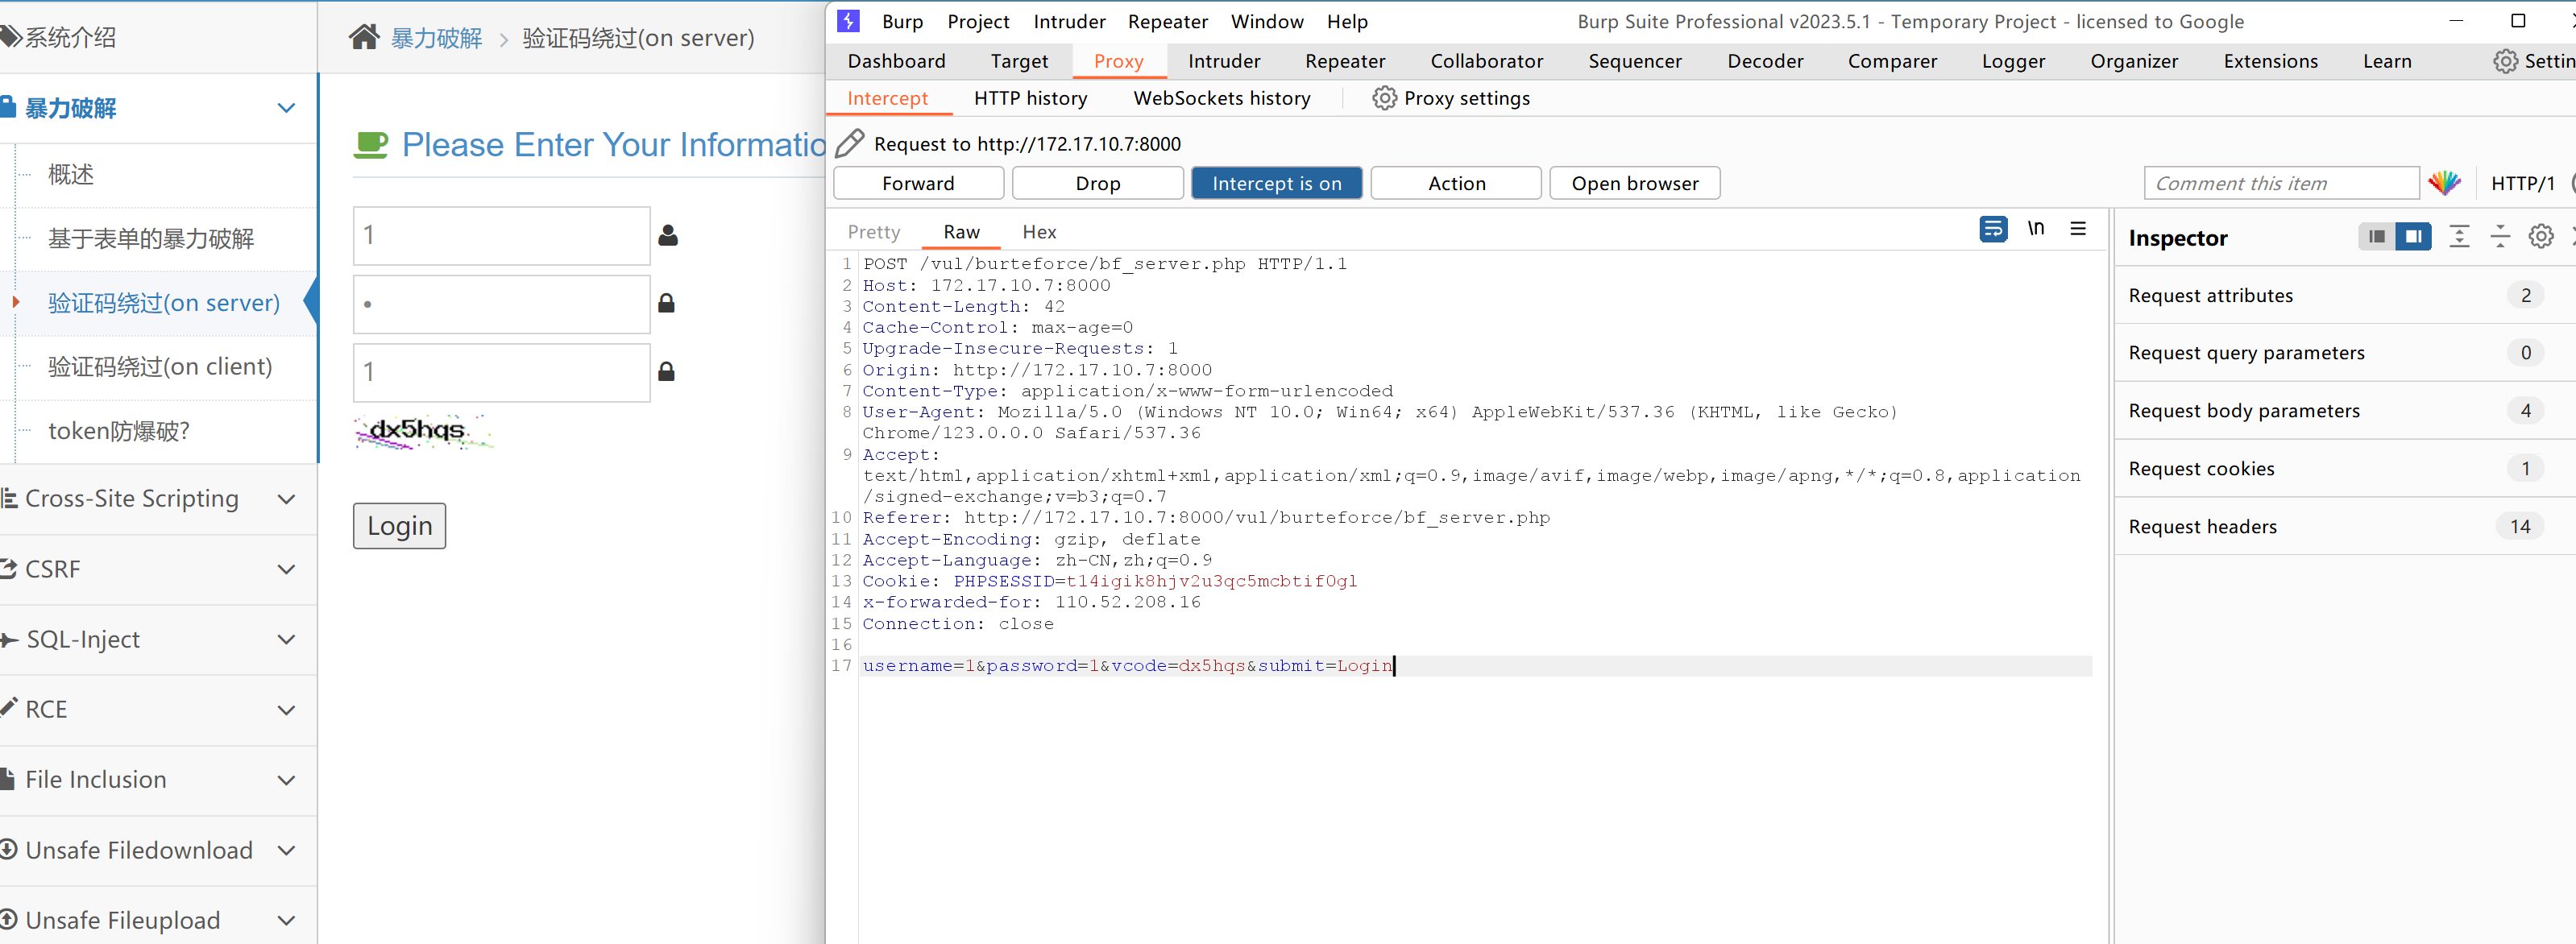 系统介绍
暴力破解
概述
基于表单的暴力破解
验证码绕过(on server)
验证码绕过(on client)
token防爆破?
Cross-Site Scripting
CSRF
SQL-Inject
RCE
File Inclusion
Unsafe Filedownload
Unsafe Fileupload
暴力破解 > 验证码绕过(on server)
Please Enter Your Informatio
1
•
1
dx5hqs
Login
Burp Project Intruder Repeater Window Help
Burp Suite Professional v2023.5.1 - Temporary Project - licensed to Google
Dashboard Target Proxy Intruder Repeater Collaborator Sequencer Decoder Comparer Logger Organizer Extensions Learn Settin
Intercept HTTP history WebSockets history Proxy settings
Request to http://172.17.10.7:8000
Forward Drop Intercept is on Action Open browser Comment this item HTTP/1
Pretty Raw Hex \n
1 POST /vul/burteforce/bf_server.php HTTP/1.1
2 Host: 172.17.10.7:8000
3 Content-Length: 42
4 Cache-Control: max-age=0
5 Upgrade-Insecure-Requests: 1
6 Origin: http://172.17.10.7:8000
7 Content-Type: application/x-www-form-urlencoded
8 User-Agent: Mozilla/5.0 (Windows NT 10.0; Win64; x64) AppleWebKit/537.36 (KHTML, like Gecko)
Chrome/123.0.0.0 Safari/537.36
9 Accept:
text/html,application/xhtml+xml,application/xml;q=0.9,image/avif,image/webp,image/apng,*/*;q=0.8,application
/signed-exchange;v=b3;q=0.7
10 Referer: http://172.17.10.7:8000/vul/burteforce/bf_server.php
11 Accept-Encoding: gzip, deflate
12 Accept-Language: zh-CN,zh;q=0.9
13 Cookie: PHPSESSID=t14igik8hjv2u3qc5mcbtif0gl
14 x-forwarded-for: 110.52.208.16
15 Connection: close
16
17 username=1&password=1&vcode=dx5hqs&submit=Login
Inspector
Request attributes 2
Request query parameters 0
Request body parameters 4
Request cookies 1
Request headers 14